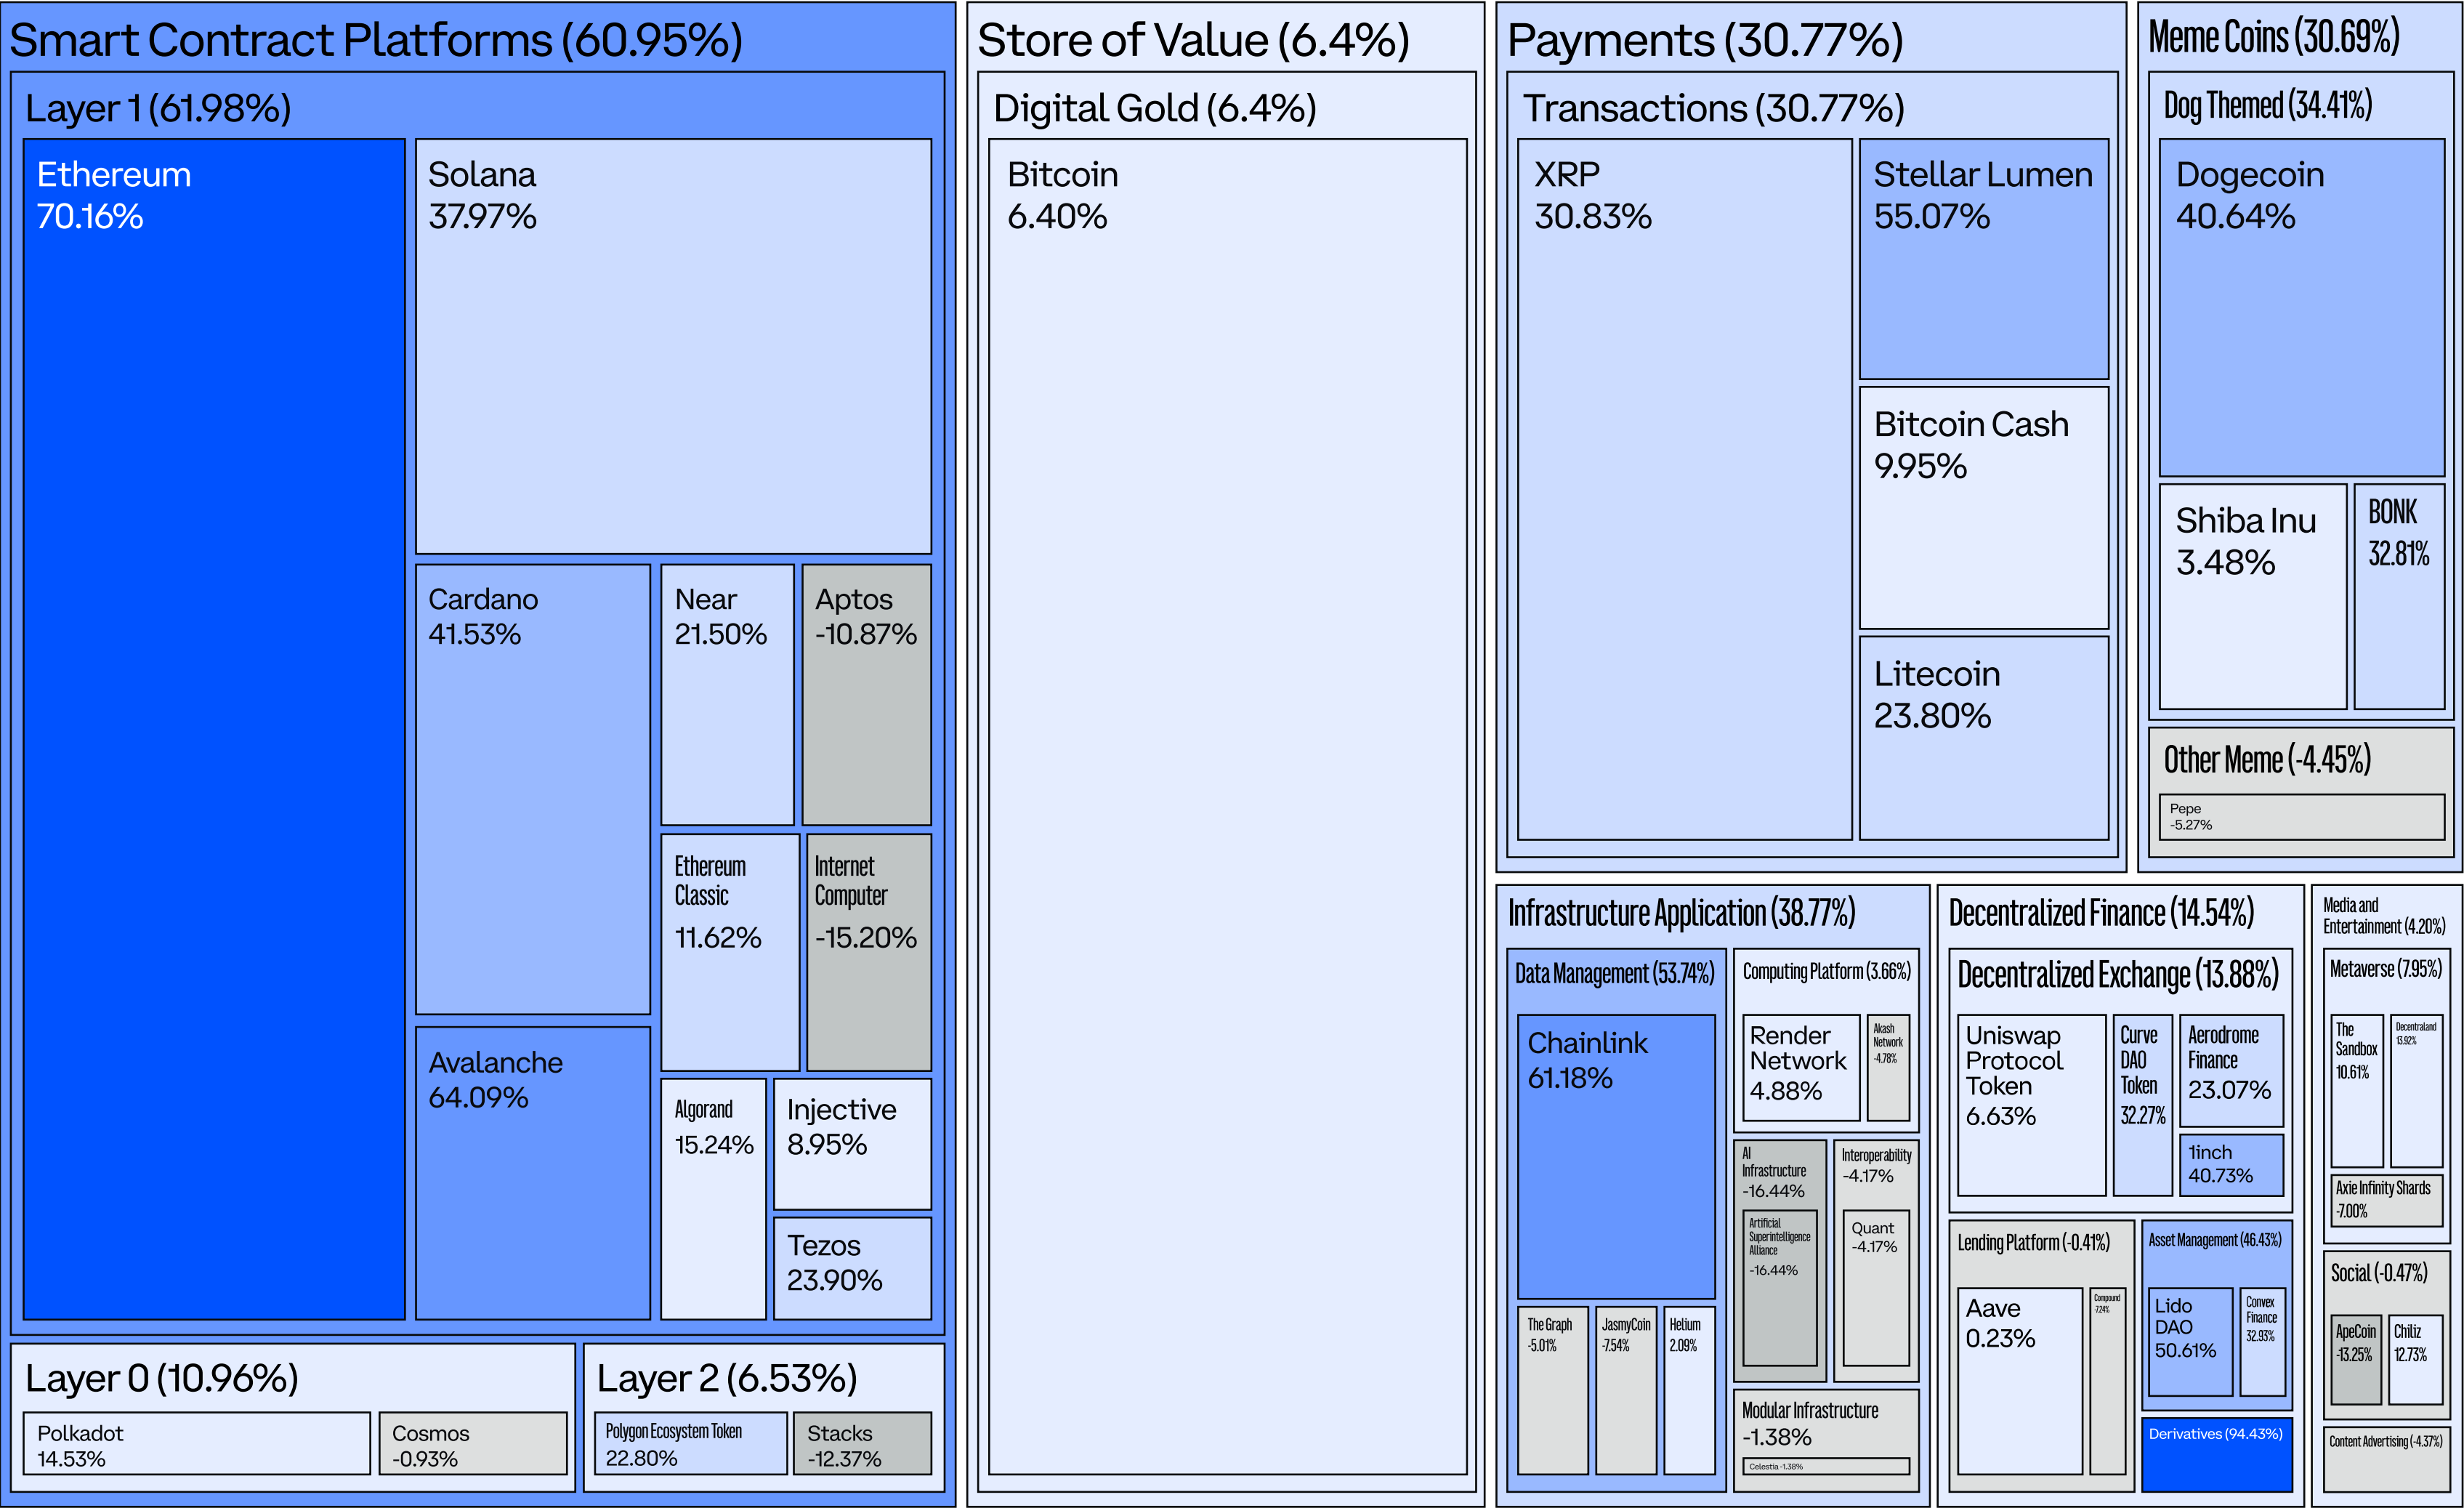 Smart Contract Platforms (60.95%)
Layer 1 (61.98%)
Ethereum
70.16%
Solana
37.97%
Cardano
41.53%
Near
21.50%
Aptos
-10.87%
Ethereum
Classic
11.62%
Internet
Computer
-15.20%
Avalanche
64.09%
Algorand
15.24%
Injective
8.95%
Tezos
23.90%
Layer 0 (10.96%)
Polkadot
14.53%
Cosmos
-0.93%
Layer 2 (6.53%)
Polygon Ecosystem Token
22.80%
Stacks
-12.37%
Store of Value (6.4%)
Digital Gold (6.4%)
Bitcoin
6.40%
Payments (30.77%)
Transactions (30.77%)
XRP
30.83%
Stellar Lumen
55.07%
Bitcoin Cash
9.95%
Litecoin
23.80%
Meme Coins (30.69%)
Dog Themed (34.41%)
Dogecoin
40.64%
Shiba Inu
3.48%
BONK
32.81%
Other Meme (-4.45%)
Pepe
-5.27%
Infrastructure Application (38.77%)
Data Management (53.74%)
Chainlink
61.18%
The Graph
-5.01%
JasmyCoin
-7.54%
Helium
2.09%
Computing Platform (3.66%)
Render
Network
4.88%
Akash
Network
-4.78%
AI
Infrastructure
-16.44%
Artificial
Superintelligence
Alliance
-16.44%
Interoperability
-4.17%
Quant
-4.17%
Modular Infrastructure
-1.38%
Celestia -1.38%
Decentralized Finance (14.54%)
Decentralized Exchange (13.88%)
Uniswap
Protocol
Token
6.63%
Curve
DAO
Token
32.27%
Aerodrome
Finance
23.07%
1inch
40.73%
Lending Platform (-0.41%)
Aave
0.23%
Compound
-7.24%
Asset Management (46.43%)
Lido
DAO
50.61%
Convex
Finance
32.93%
Derivatives (94.43%)
Media and
Entertainment (4.20%)
Metaverse (7.95%)
The
Sandbox
10.61%
Decentraland
13.92%
Axie Infinity Shards
-7.00%
Social (-0.47%)
ApeCoin
-13.25%
Chiliz
12.73%
Content Advertising (-4.37%)